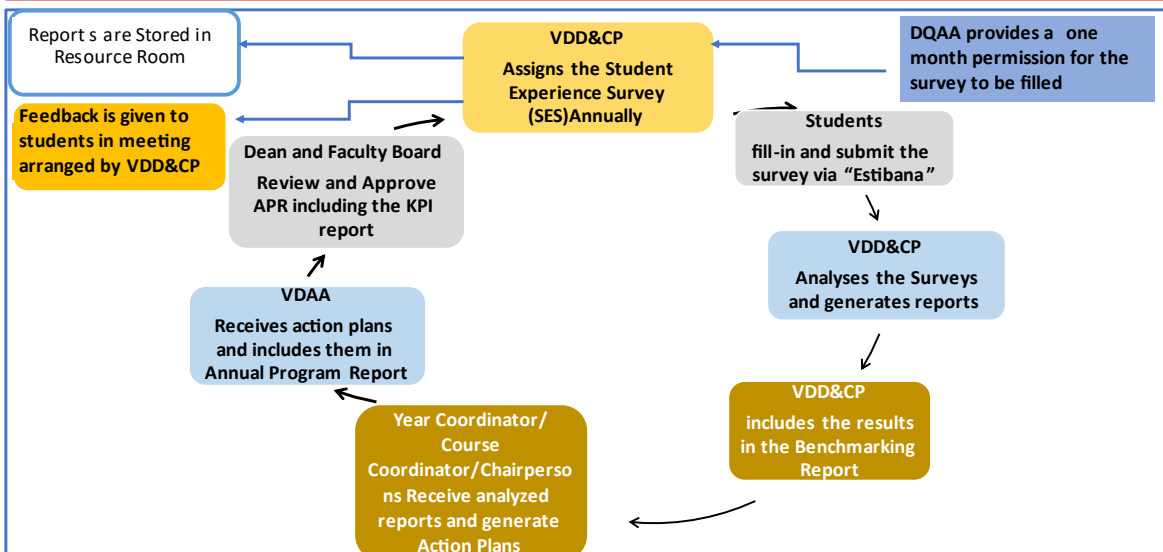 Report s are Stored in
Resource Room
VDD&CP
Assigns the Student
Experience Survey
(SES)Annually
DQAA provides a one
month permission for the
survey to be filled
Feedback is given to
students in meeting
arranged by VDD&CP
Students
fill-in and submit the
survey via “Estibana”
Dean and Faculty Board
Review and Approve
APR including the KPI
report
VDD&CP
Analyses the Surveys
and generates reports
VDAA
Receives action plans
and includes them in
Annual Program Report
VDD&CP
includes the results
in the Benchmarking
Report
Year Coordinator/
Course
Coordinator/Chairperso
ns Receive analyzed
reports and generate
Action Plans